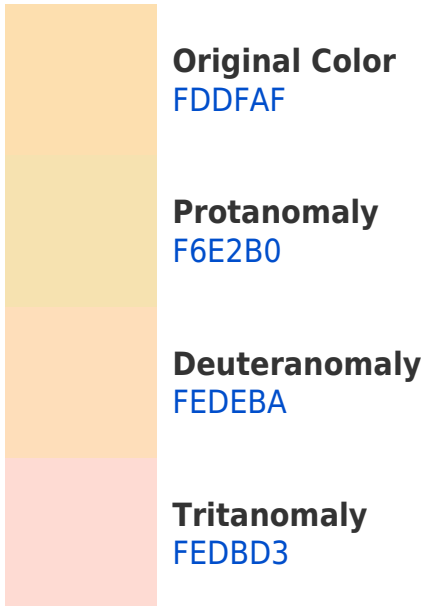 Original Color
FDDFAF
Protanomaly
F6E2B0
Deuteranomaly
FEDEBA
Tritanomaly
FEDBD3